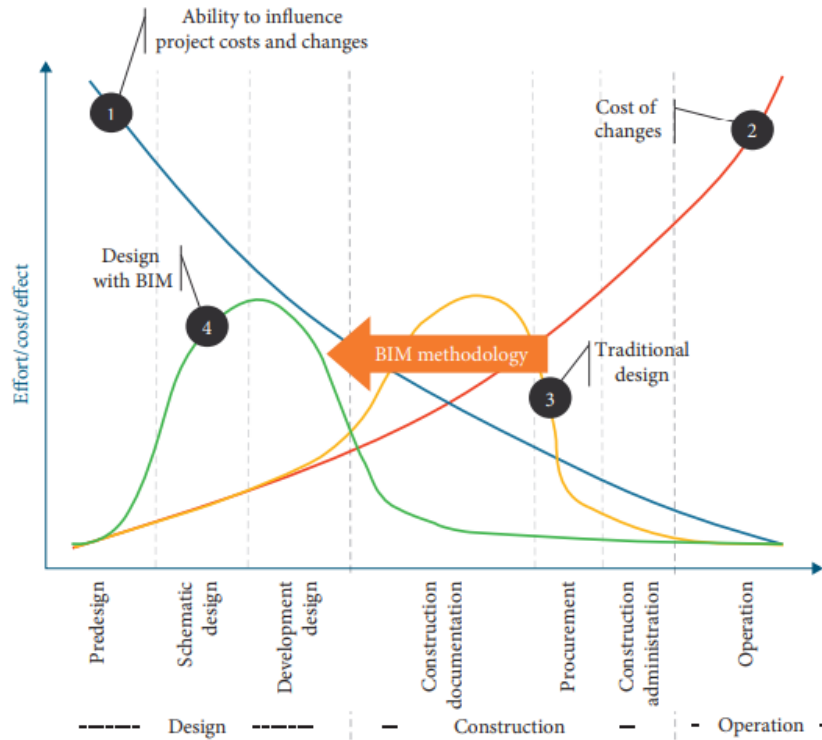 Ability to influence
project costs and changes
1
Cost of
changes
2
Design
with BIM
4
BIM methodology
Traditional
design
3
Effort/cost/effect
Predesign
Schematic
design
Development
design
Construction
documentation
Procurement
Construction
administration
Operation
Design
Construction
Operation